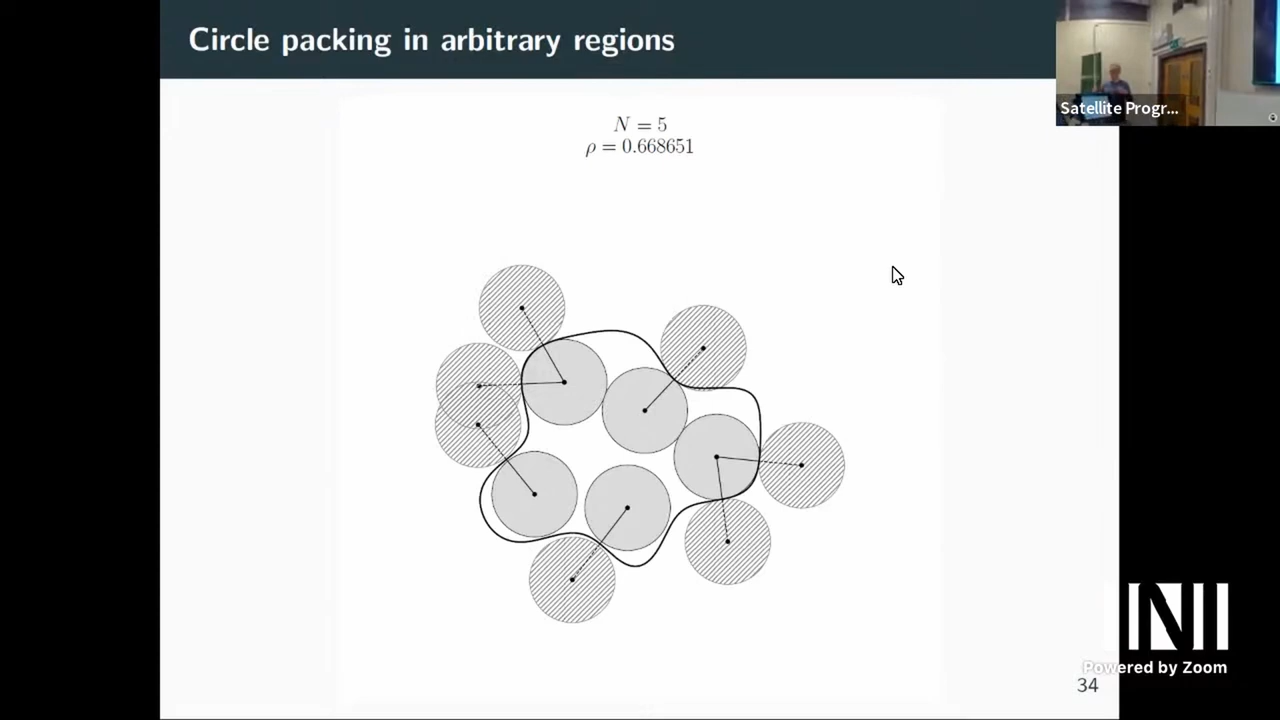 Circle packing in arbitrary regions
Satellite Progr...
N = 5
ρ = 0.668651
Powered by Zoom
34